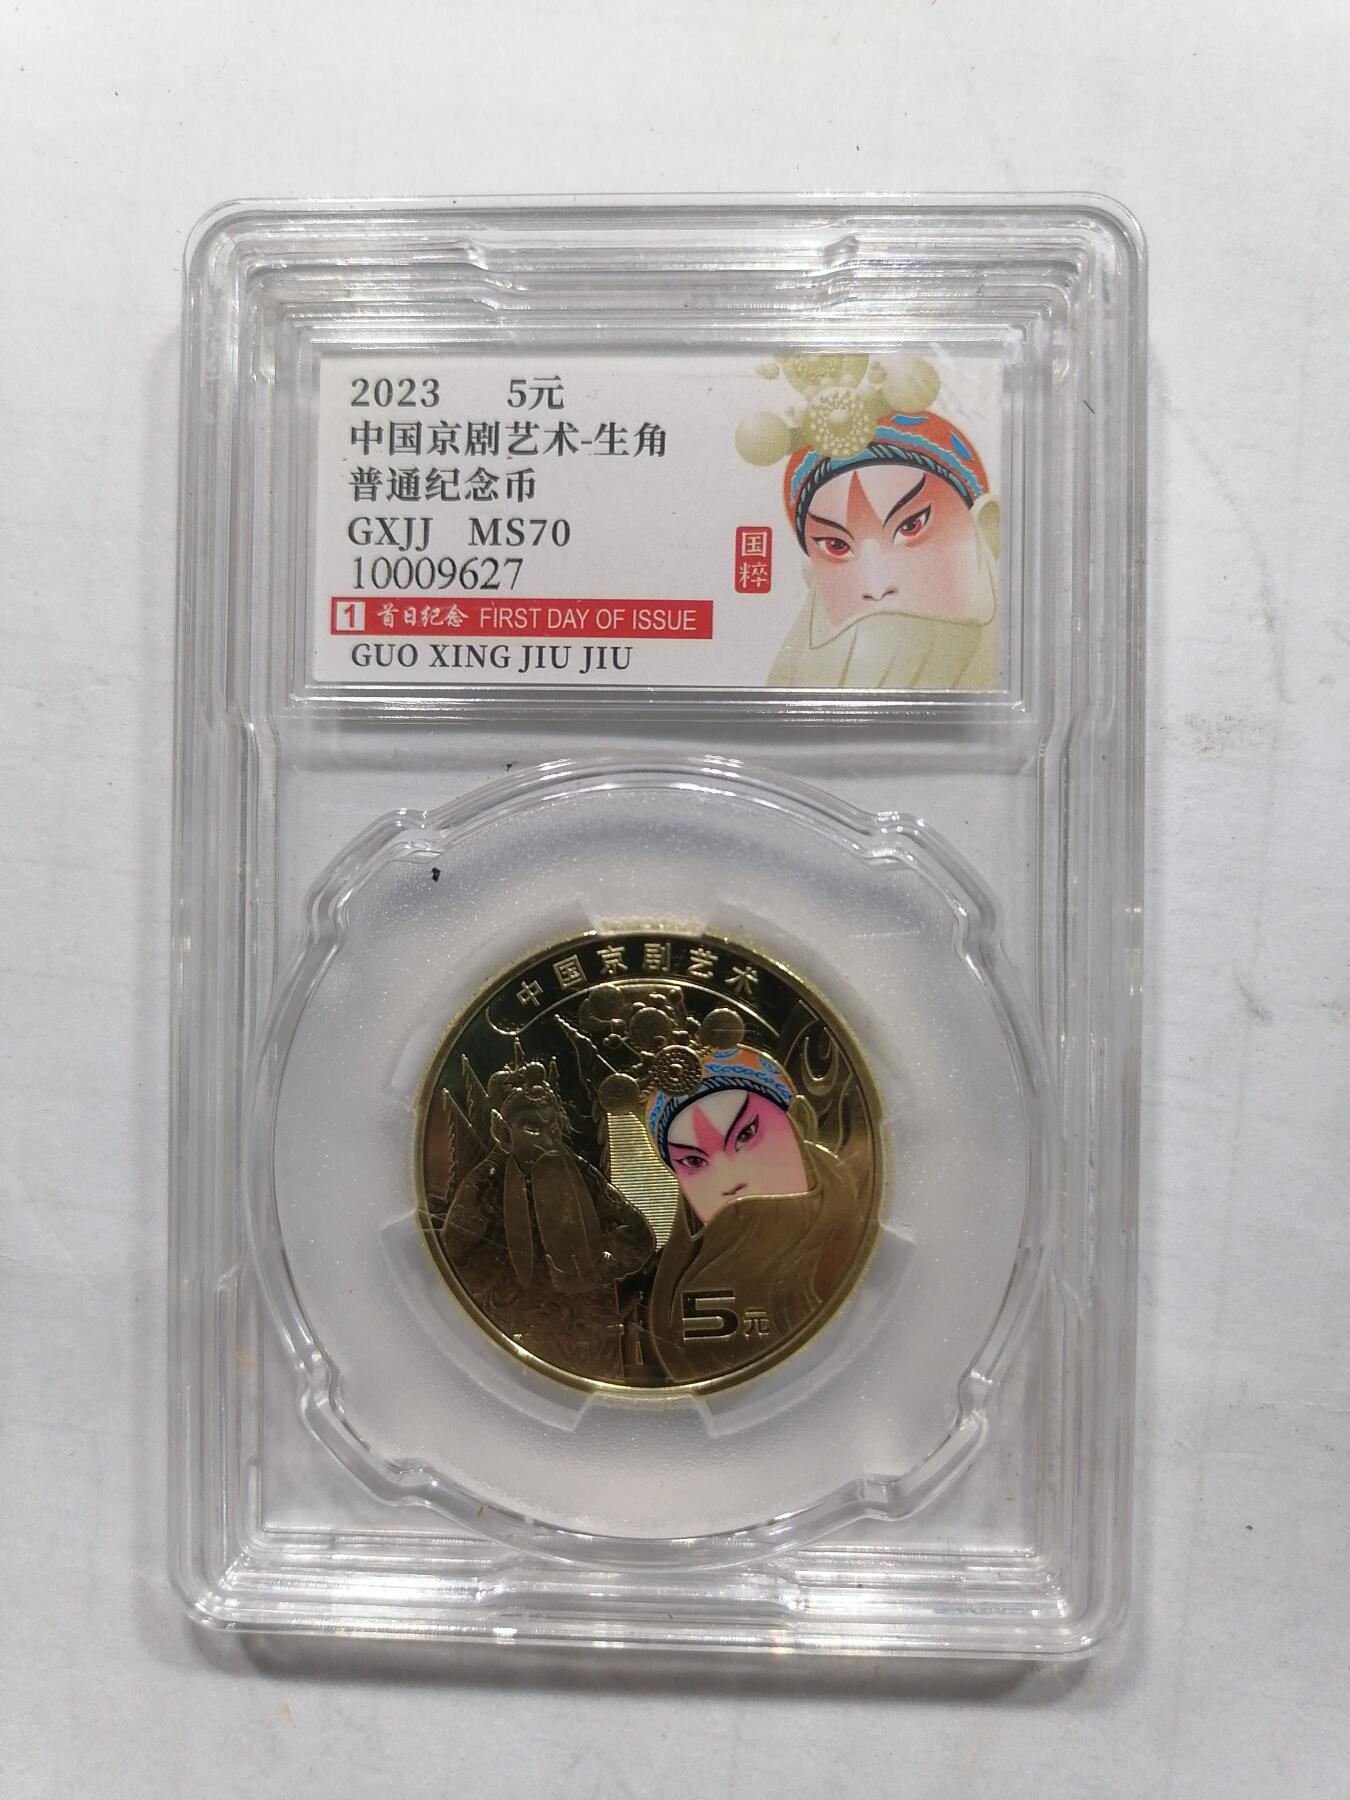 2023 5元
中国京剧艺术-生角
普通纪念币
GXJJ MS70
10009627
1 首日纪念 FIRST DAY OF ISSUE
GUO XING JIU JIU
国粹
中国京剧艺术
5元